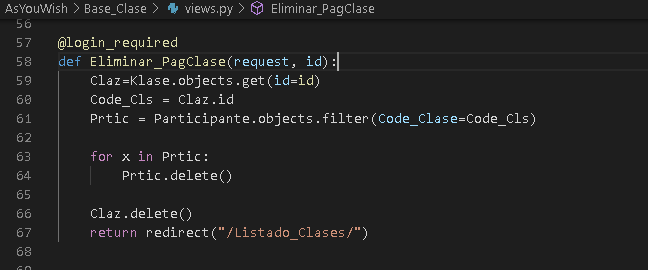 AsYouWish > Base_Clase > views.py > Eliminar_PagClase
56
57 @login_required
58 def Eliminar_PagClase(request, id):
59 Claz=Klase.objects.get(id=id)
60 Code_Cls = Claz.id
61 Prtic = Participante.objects.filter(Code_Clase=Code_Cls)
62
63 for x in Prtic:
64 Prtic.delete()
65
66 Claz.delete()
67 return redirect("/Listado_Clases/")
68
69